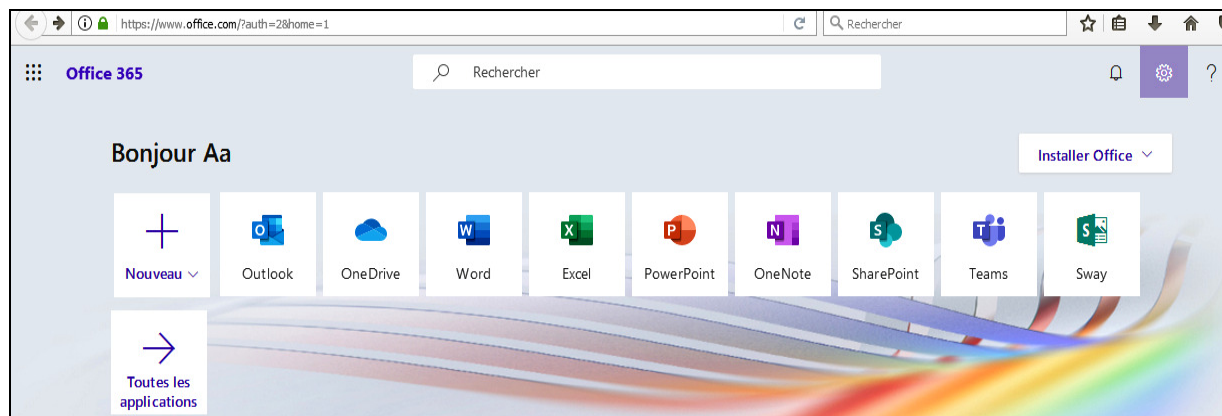 https://www.office.com/?auth=2&home=1
Rechercher
Office 365
Rechercher
?
Bonjour Aa
Installer Office
Nouveau
Outlook
OneDrive
Word
Excel
PowerPoint
OneNote
SharePoint
Teams
Sway
Toutes les
applications